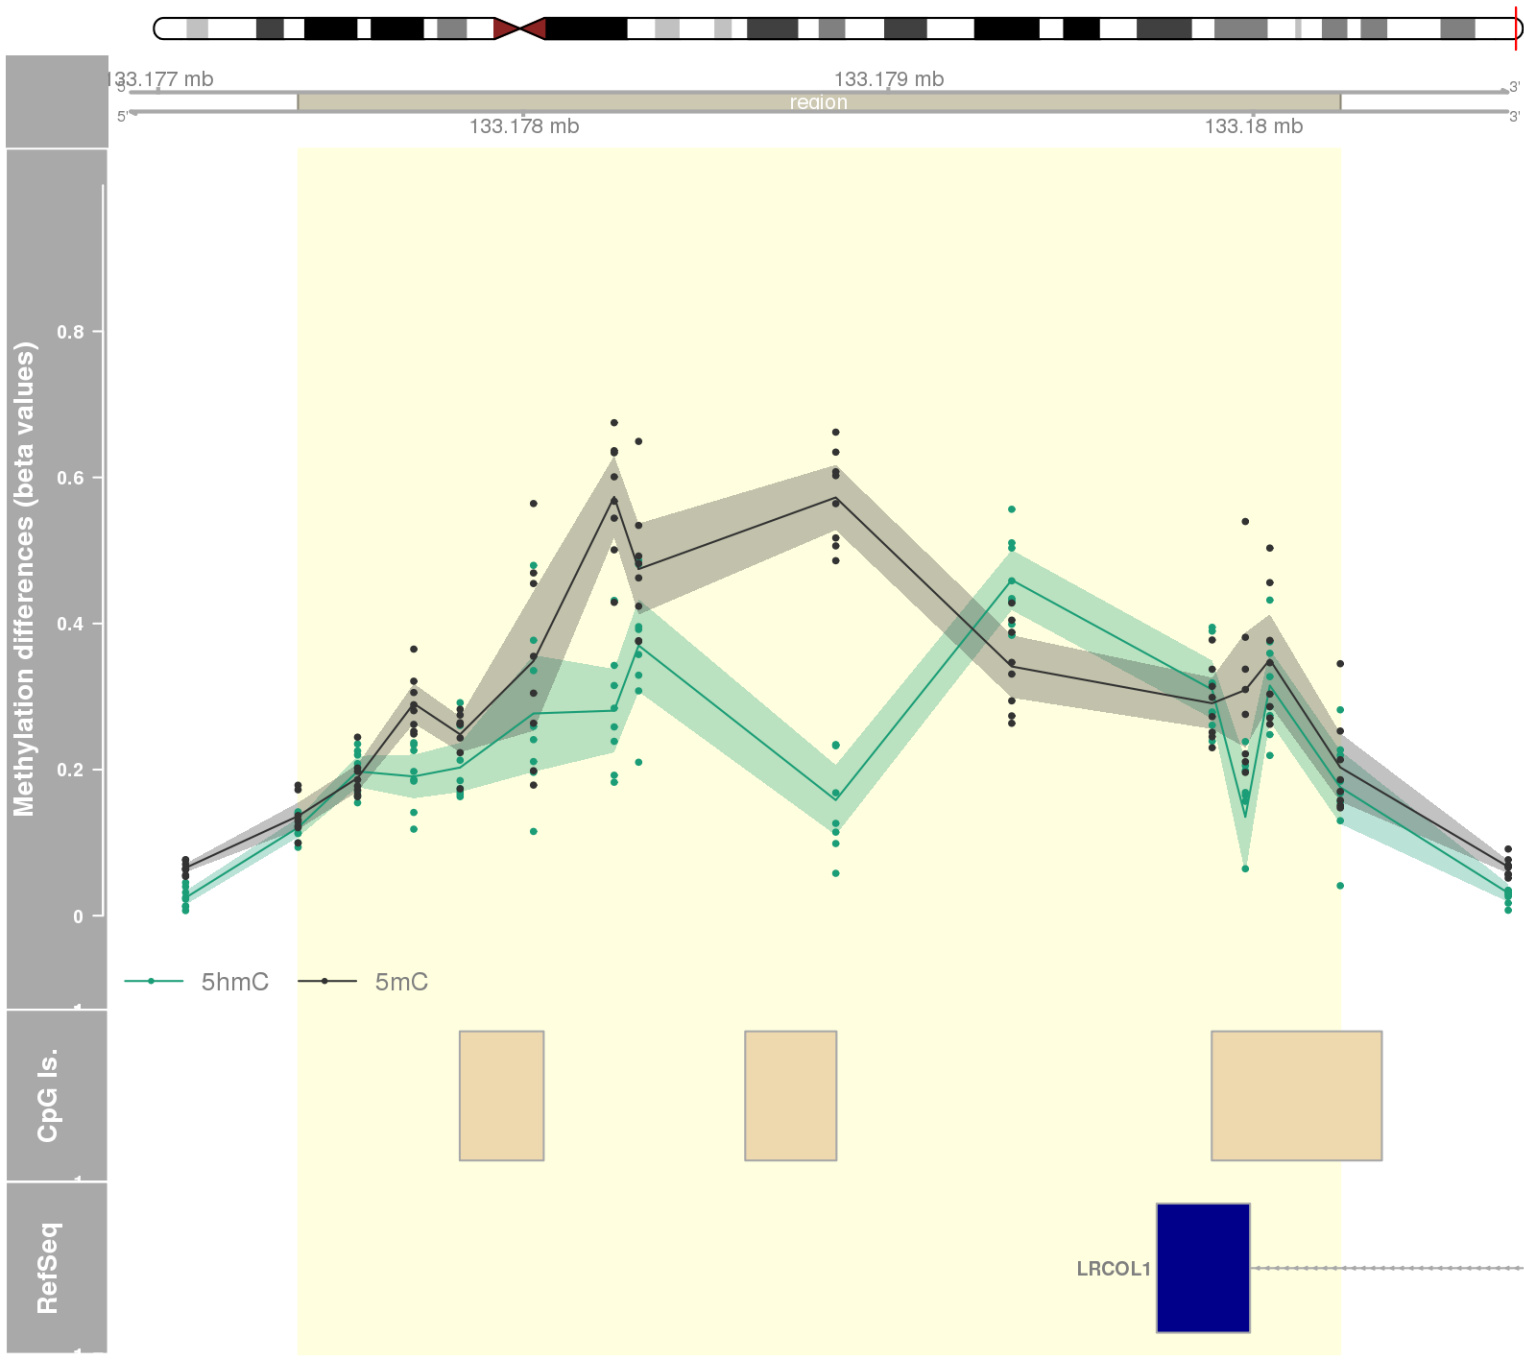 133.177 mb
133.179 mb
3'
3'
region
5'
3'
133.178 mb
133.18 mb
Methylation differences (beta values)
0.8
0.6
0.4
0.2
0
5hmC
5mC
CpG Is.
RefSeq
LRCOL1